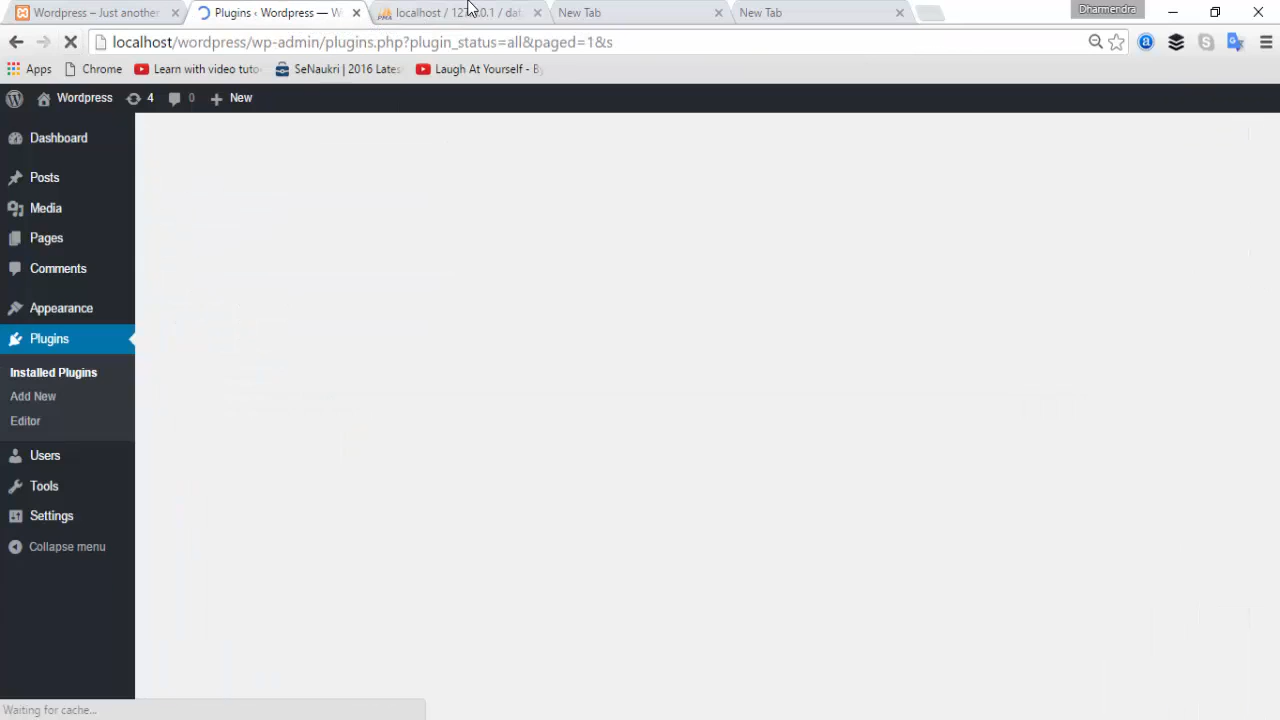 Wordpress – Just another
Plugins ‹ Wordpress — W
localhost / 127.0.0.1 / dat
New Tab
New Tab
Dharmendra
localhost/wordpress/wp-admin/plugins.php?plugin_status=all&paged=1&s
Apps
Chrome
Learn with video tuto
SeNaukri | 2016 Lates
Laugh At Yourself - By
Wordpress
4
0
New
Dashboard
Posts
Media
Pages
Comments
Appearance
Plugins
Installed Plugins
Add New
Editor
Users
Tools
Settings
Collapse menu
Waiting for cache...